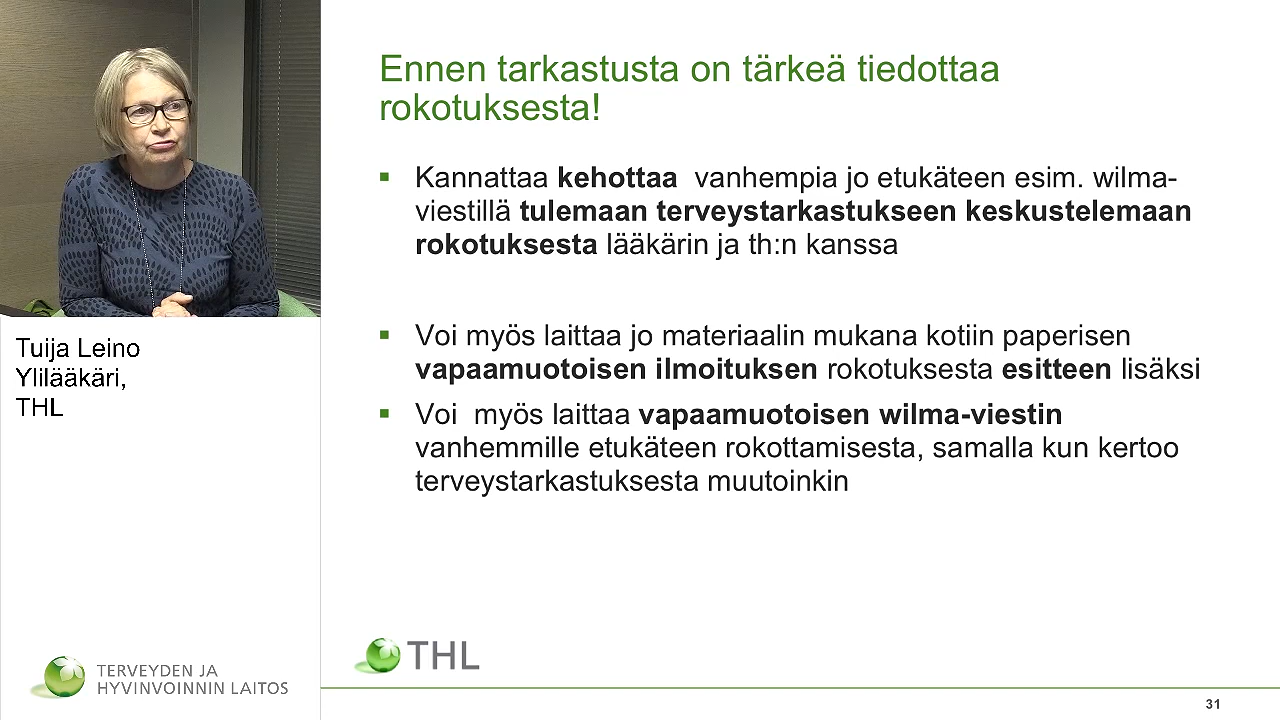 Ennen tarkastusta on tärkeä tiedottaa
rokotuksesta!
Kannattaa kehottaa vanhempia jo etukäteen esim. wilma-
viestillä tulemaan terveystarkastukseen keskustelemaan
rokotuksesta lääkärin ja th:n kanssa
Voi myös laittaa jo materiaalin mukana kotiin paperisen
vapaamuotoisen ilmoituksen rokotuksesta esitteen lisäksi
Voi myös laittaa vapaamuotoisen wilma-viestin
vanhemmille etukäteen rokottamisesta, samalla kun kertoo
terveystarkastuksesta muutoinkin
Tuija Leino
Ylilääkäri,
THL
TERVEYDEN JA
HYVINVOINNIN LAITOS
THL
31